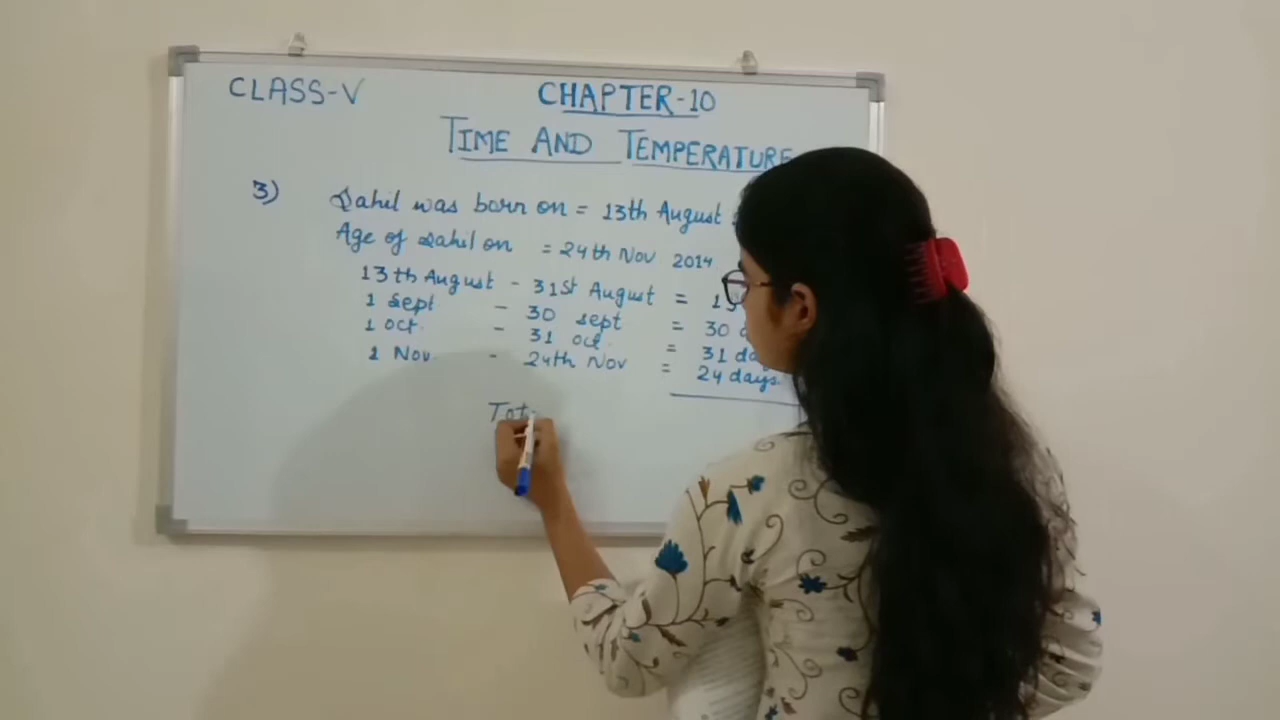 CLASS-V
CHAPTER-10
TIME AND TEMPERATURE
3) Sahil was born on = 13th August
Age of Sahil on = 24th Nov 2014
13th August - 31st August =
1 Sept - 30 sept = 30
1 oct. - 31 oct. = 31
1 Nov. - 24th Nov = 24 days.